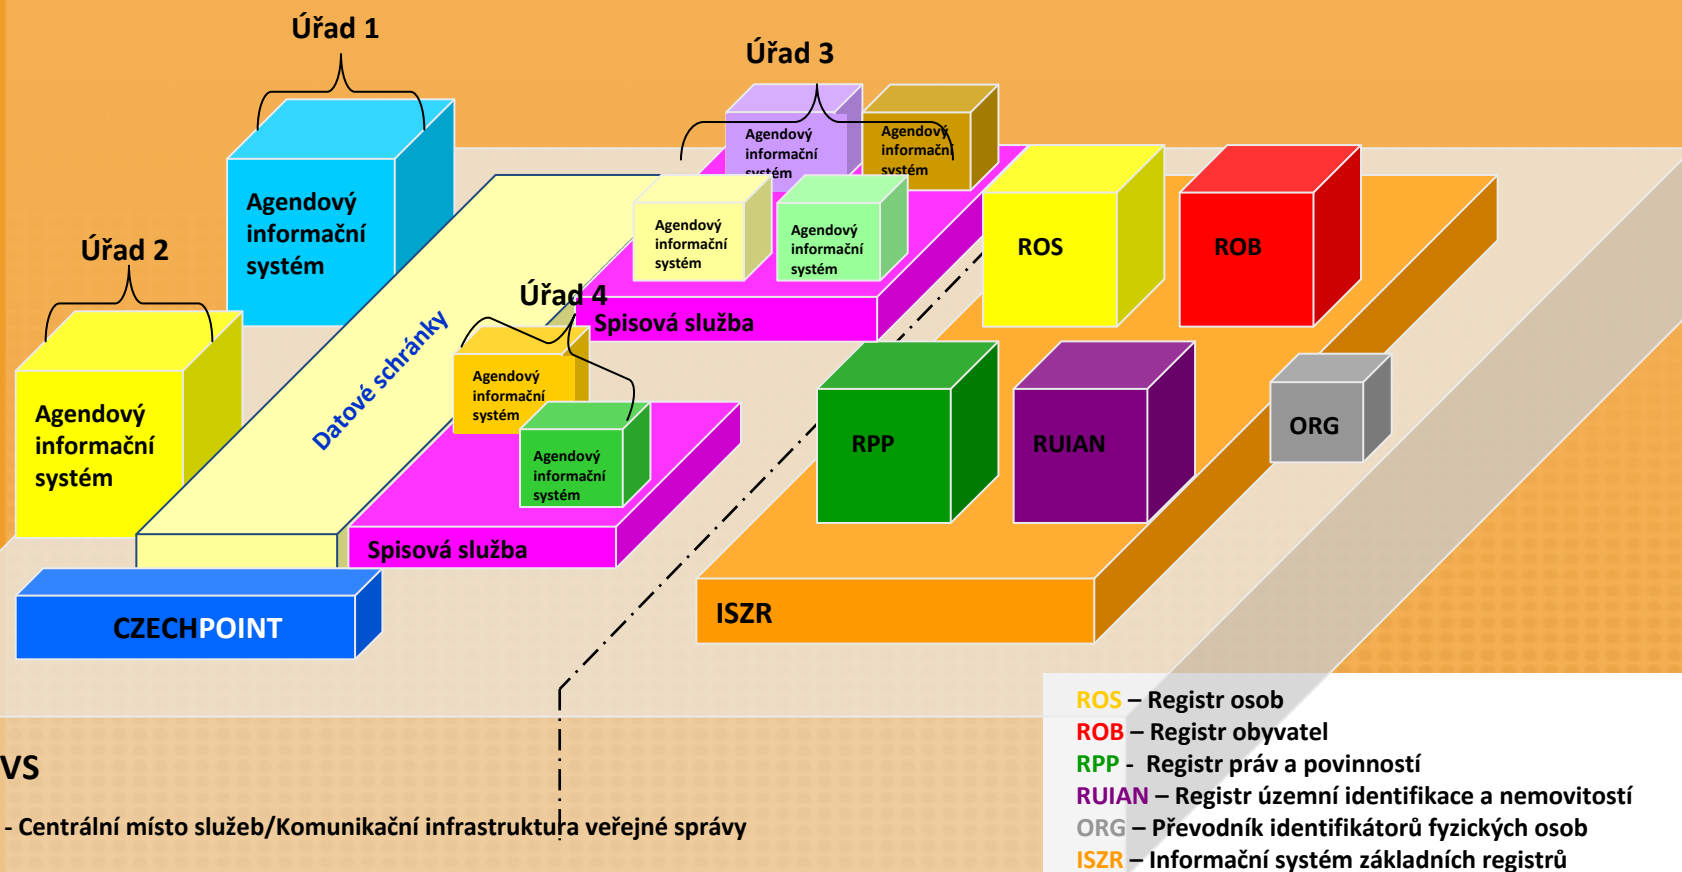 Úřad 1
Úřad 3
Agendový
informační
systém
Agendový
informační
systém
Agendový
informační
Úřad 2
Agendový
informační
systém
Agendový
informační
systém
ROS
ROB
Úřad 4
Spisová služba
Datové schránky
Agendový
informační
systém
Agendový
informační
systém
Agendový
informační
systém
RPP
RUIAN
ORG
Spisová služba
CZECHPOINT
ISZR
ROS – Registr osob
ROB – Registr obyvatel
RPP - Registr práv a povinností
RUIAN – Registr územní identifikace a nemovitostí
ORG – Převodník identifikátorů fyzických osob
ISZR – Informační systém základních registrů
VS
- Centrální místo služeb/Komunikační infrastruktura veřejné správy